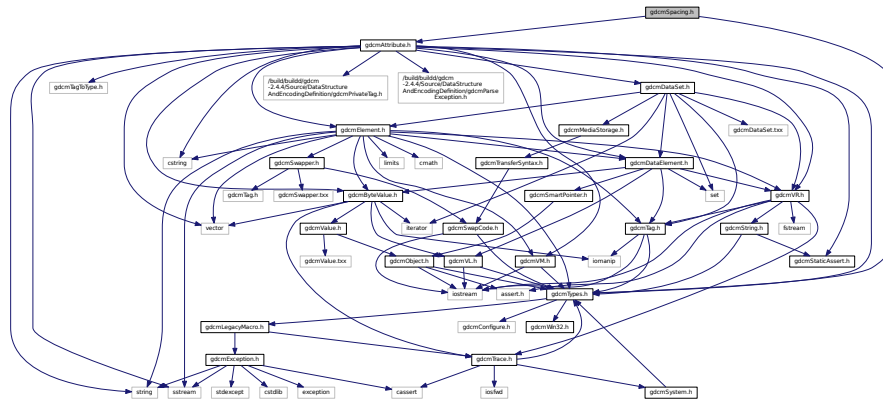 gdcmSpacing.h
gdcmAttribute.h
gdcmTagToType.h
/build/buildd/gdcm
-2.4.4/Source/DataStructure
AndEncodingDefinition/gdcmPrivateTag.h
/build/buildd/gdcm
-2.4.4/Source/DataStructure
AndEncodingDefinition/gdcmParse
Exception.h
gdcmDataSet.h
gdcmElement.h
gdcmMediaStorage.h
gdcmDataSet.txx
cstring
gdcmSwapper.h
limits
cmath
gdcmTransferSyntax.h
gdcmDataElement.h
gdcmTag.h
gdcmSwapper.txx
gdcmByteValue.h
gdcmSmartPointer.h
set
gdcmVR.h
vector
gdcmValue.h
iterator
gdcmSwapCode.h
gdcmTag.h
gdcmString.h
fstream
gdcmValue.txx
gdcmObject.h
gdcmVL.h
gdcmVM.h
iomanip
gdcmStaticAssert.h
iostream
assert.h
gdcmTypes.h
gdcmLegacyMacro.h
gdcmConfigure.h
gdcmWin32.h
gdcmException.h
gdcmTrace.h
string
sstream
stdexcept
cstdlib
exception
cassert
iosfwd
gdcmSystem.h